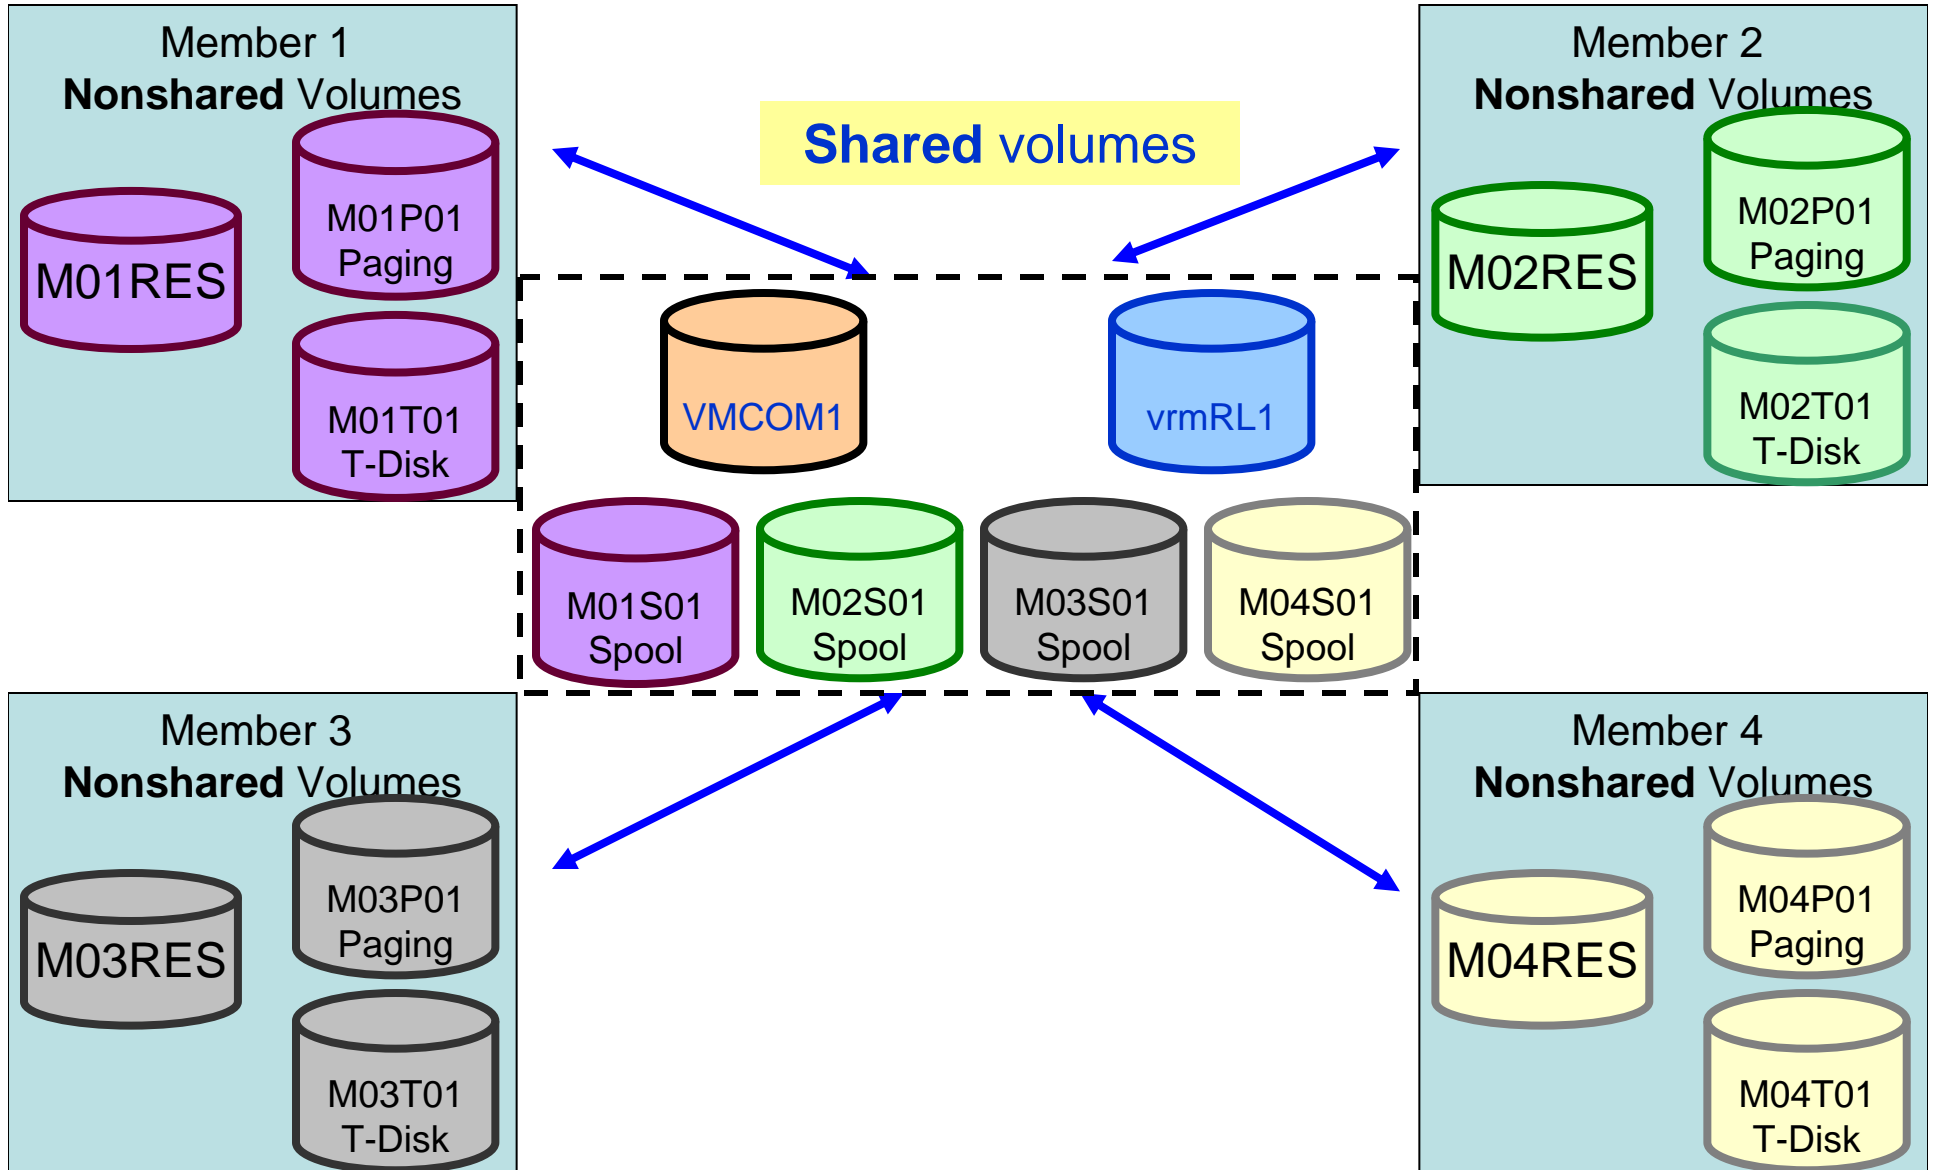 Member 1
Nonshared Volumes
M01RES
M01P01
Paging
M01T01
T-Disk
Shared volumes
Member 2
Nonshared Volumes
M02RES
M02P01
Paging
M02T01
T-Disk
VMCOM1
vrmRL1
M01S01
Spool
M02S01
Spool
M03S01
Spool
M04S01
Spool
Member 3
Nonshared Volumes
M03RES
M03P01
Paging
M03T01
T-Disk
Member 4
Nonshared Volumes
M04RES
M04P01
Paging
M04T01
T-Disk